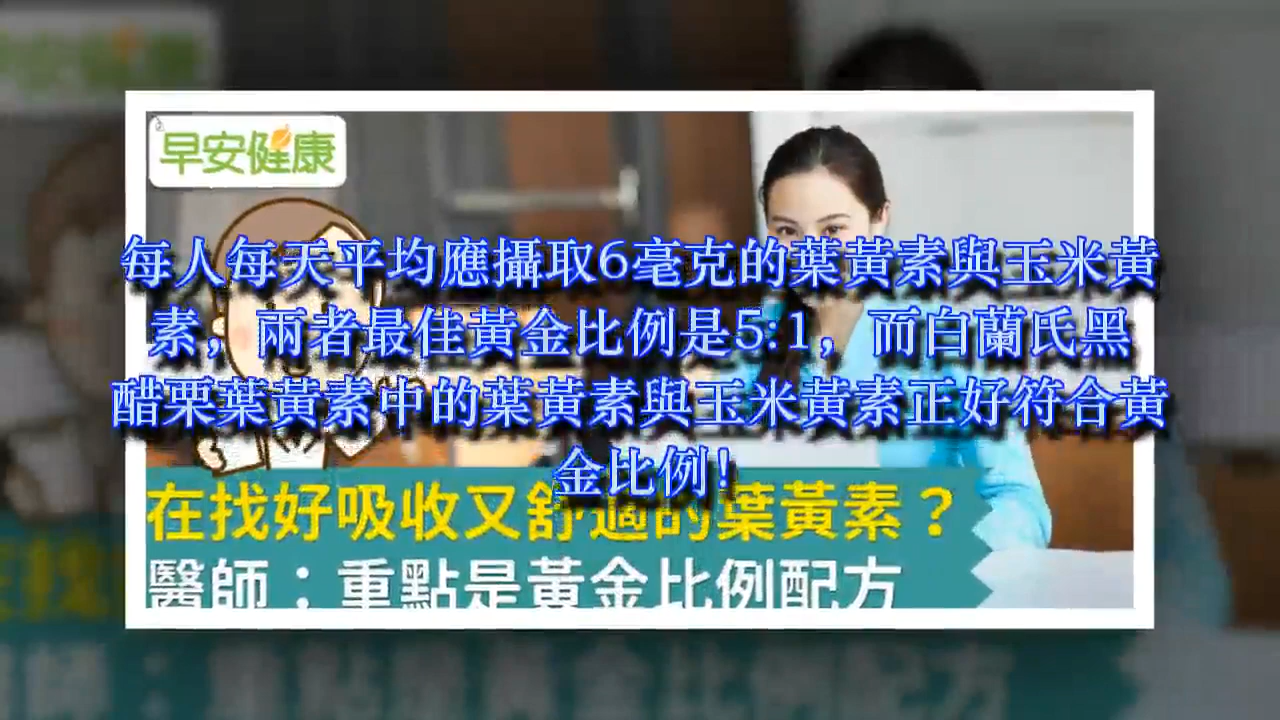 早安健康
每人每天平均應攝取6毫克的葉黃素與玉米黃
素，兩者最佳黃金比例是5:1，而白蘭氏黑
醋栗葉黃素中的葉黃素與玉米黃素正好符合黃
金比例！
在找好吸收又舒適的葉黃素？
醫師：重點是黃金比例配方